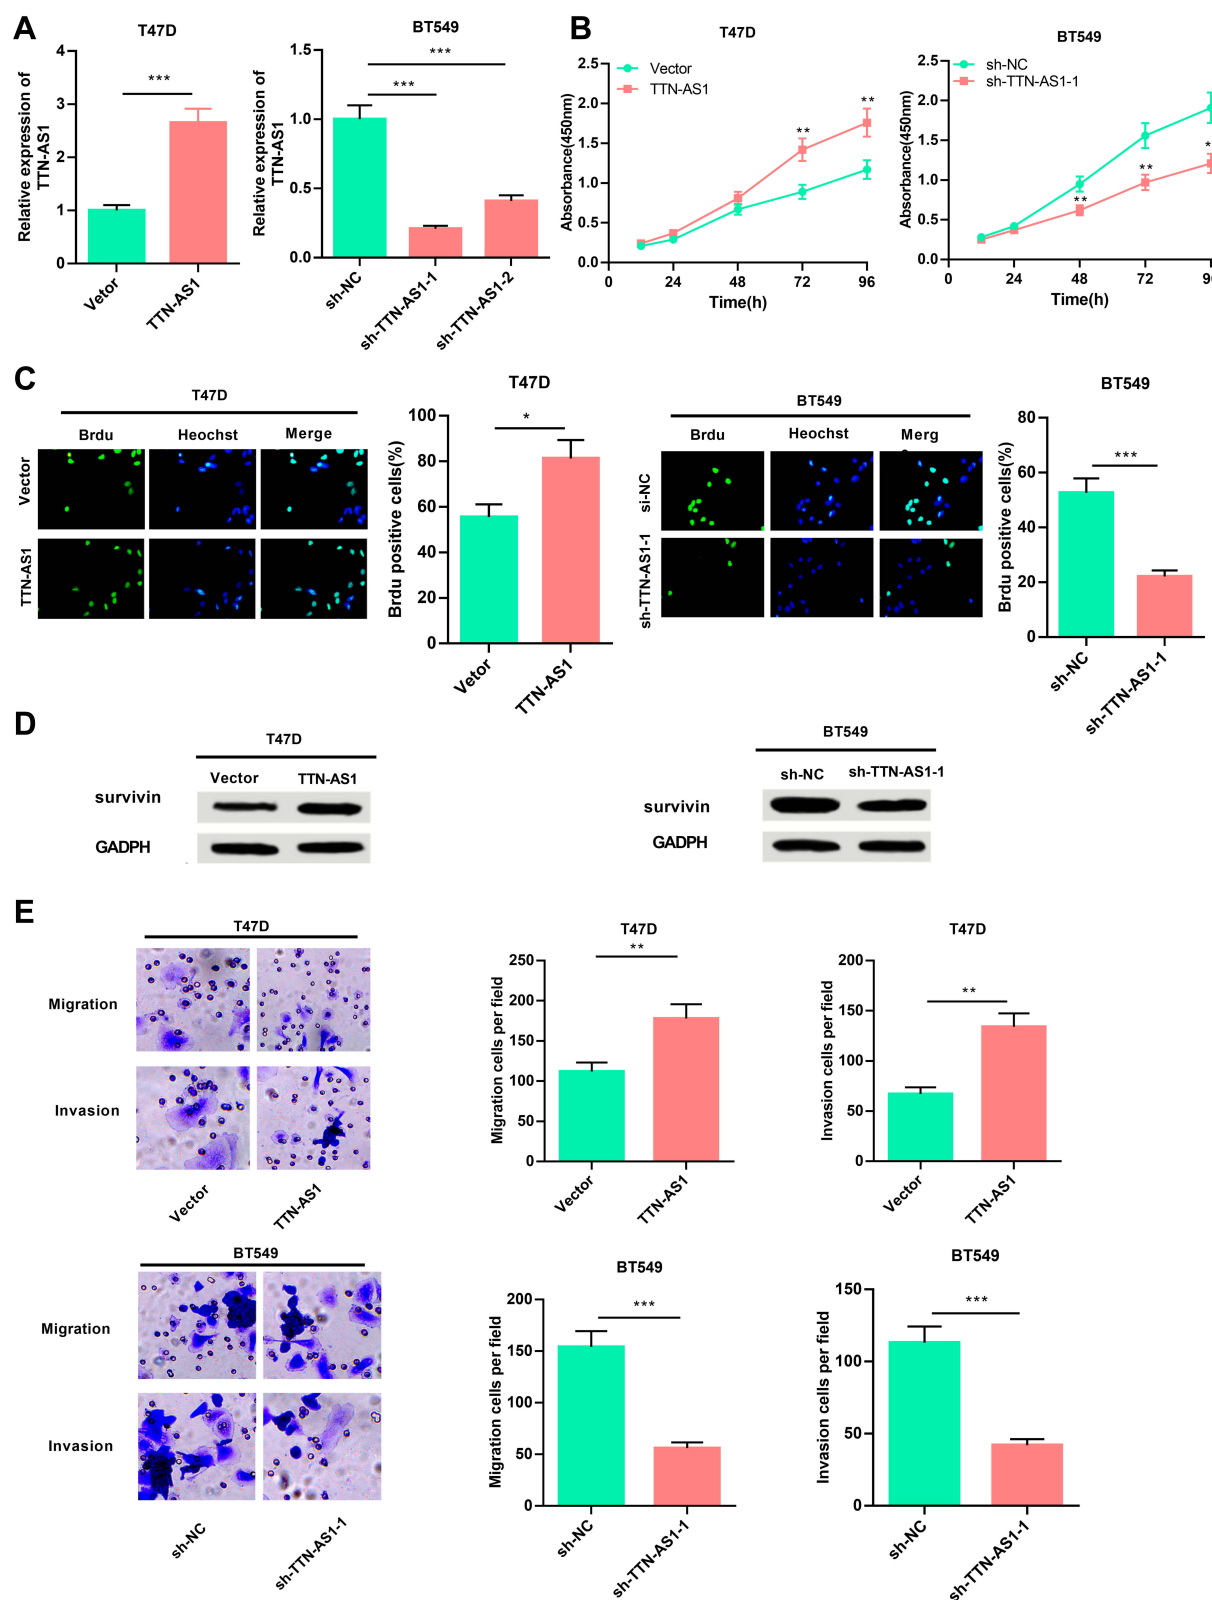 A
T47D
Relative expression of
TTN-AS1
4
3
2
1
0
***
Vetor
TTN-AS1
BT549
Relative expression of
TTN-AS1
1.5
1.0
0.5
0.0
***
***
sh-NC
sh-TTN-AS1-1
sh-TTN-AS1-2
B
T47D
Vector
TTN-AS1
Absorbance(450nm)
2.5
2.0
1.5
1.0
0.5
0.0
**
**
0 24 48 72 96
Time(h)
BT549
sh-NC
sh-TTN-AS1-1
Absorbance(450nm)
2.5
2.0
1.5
1.0
0.5
0.0
**
**
*
0 24 48 72 96
Time(h)
C
T47D
Brdu Heochst Merge
Vector
TTN-AS1
T47D
Brdu positive cells(%)
100
80
60
40
20
0
*
Vetor
TTN-AS1
BT549
Brdu Heochst Merg
si-NC
sh-TTN-AS1-1
BT549
Brdu positive cells(%)
80
60
40
20
0
***
sh-NC
sh-TTN-AS1-1
D
T47D
Vector TTN-AS1
survivin
GADPH
BT549
sh-NC sh-TTN-AS1-1
survivin
GADPH
E
T47D
Migration
Invasion
Vector
TTN-AS1
T47D
Migration cells per field
250
200
150
100
50
0
**
Vector
TTN-AS1
T47D
Invasion cells per field
200
150
100
50
0
**
Vector
TTN-AS1
BT549
Migration
Invasion
sh-NC
sh-TTN-AS1-1
BT549
Migration cells per field
200
150
100
50
0
***
sh-NC
sh-TTN-AS1-1
BT549
Invasion cells per field
150
100
50
0
***
sh-NC
sh-TTN-AS1-1